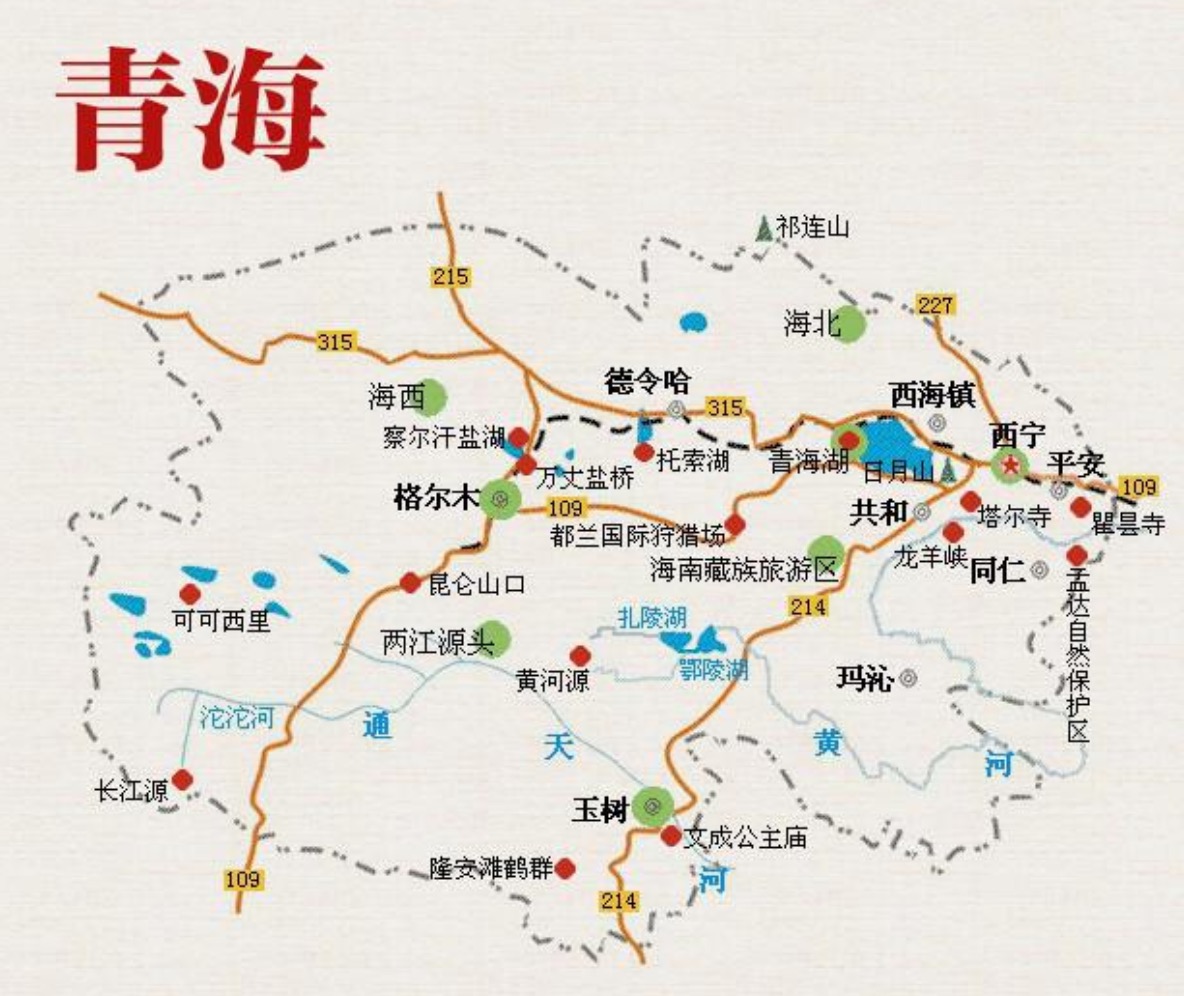 青海
祁连山
215
227
海北
315
德令哈
海西
315
西海镇
察尔汗盐湖
西宁
托索湖
青海湖
日月山
平安
万丈盐桥
109
格尔木
109
共和
塔尔寺
瞿昙寺
都兰国际狩猎场
龙羊峡
海南藏族旅游区
同仁
昆仑山口
孟达自然保护区
214
可可西里
扎陵湖
两江源头
鄂陵湖
黄河源
玛沁
沱沱河
通天河
黄河
长江源
玉树
文成公主庙
隆安滩鹤群
109
214